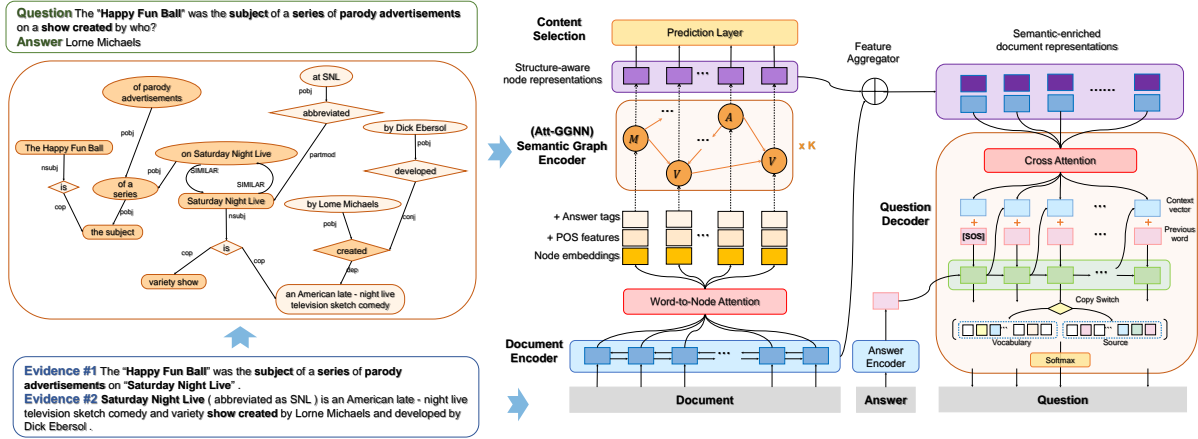 Question The "Happy Fun Ball" was the subject of a series of parody advertisements
on a show created by who?
Answer Lorne Michaels
at SNL
pobj
of parody
advertisements
abbreviated
by Dick Ebersol
pobj
pobj
The Happy Fun Ball
on Saturday Night Live
partmod
developed
nsubj
SIMILAR
is
of a
series
pobj
SIMILAR
Saturday Night Live
by Lorne Michaels
cop
pobj
nsubj
pobj
conj
the subject
is
created
cop
cop
dep
variety show
an American late - night live
television sketch comedy
Evidence #1 The "Happy Fun Ball" was the subject of a series of parody
advertisements on "Saturday Night Live" .
Evidence #2 Saturday Night Live ( abbreviated as SNL ) is an American late - night live
television sketch comedy and variety show created by Lorne Michaels and developed by
Dick Ebersol .
Content
Selection
Prediction Layer
Structure-aware
node representations
...
(Att-GGNN)
Semantic Graph
Encoder
M
...
A
...
V
V
x K
+ Answer tags
+ POS features
Node embeddings
...
Word-to-Node Attention
Document
Encoder
...
Document
Feature
Aggregator
Answer
Encoder
Answer
Semantic-enriched
document representations
......
Cross Attention
Question
Decoder
Context
vector
+
+
+
+
...
[SOS]
Previous
word
...
Copy Switch
...
...
Vocabulary
Source
Softmax
Question